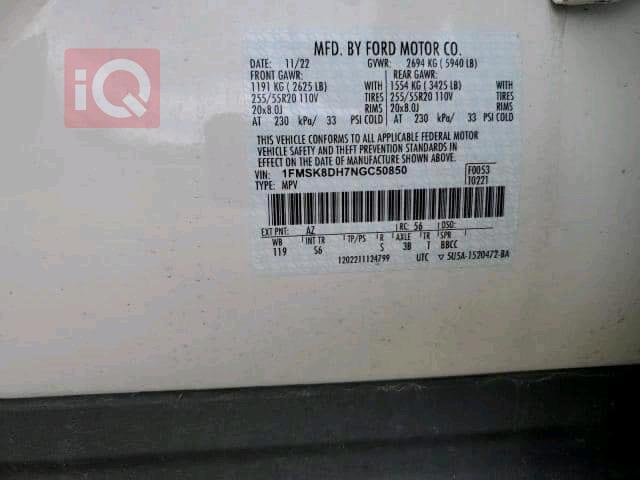 iQ
MFD. BY FORD MOTOR CO.
DATE: 11/22 GVWR: 2694 KG ( 5940 LB)
FRONT GAWR: REAR GAWR:
1191 KG ( 2625 LB) WITH 1554 KG ( 3425 LB) WITH
255/55R20 110V TIRES 255/55R20 110V TIRES
20x8.0J RIMS 20x8.0J RIMS
AT 230 kPa/ 33 PSI COLD AT 230 kPa/ 33 PSI COLD
THIS VEHICLE CONFORMS TO ALL APPLICABLE FEDERAL MOTOR
VEHICLE SAFETY AND THEFT PREVENTION STANDARDS IN
EFFECT ON THE DATE OF MANUFACTURE SHOWN ABOVE.
VIN: 1FMSK8DH7NGC50850 F0053
TYPE: MPV 10221
EXT PNT: AZ RC: 56 DSO:
WB INT TR TP/PS R AXLE TR SPR
119 S6 S 3B T BBCC
1202211124799 UTC ▽ 5U5A-1520472-BA